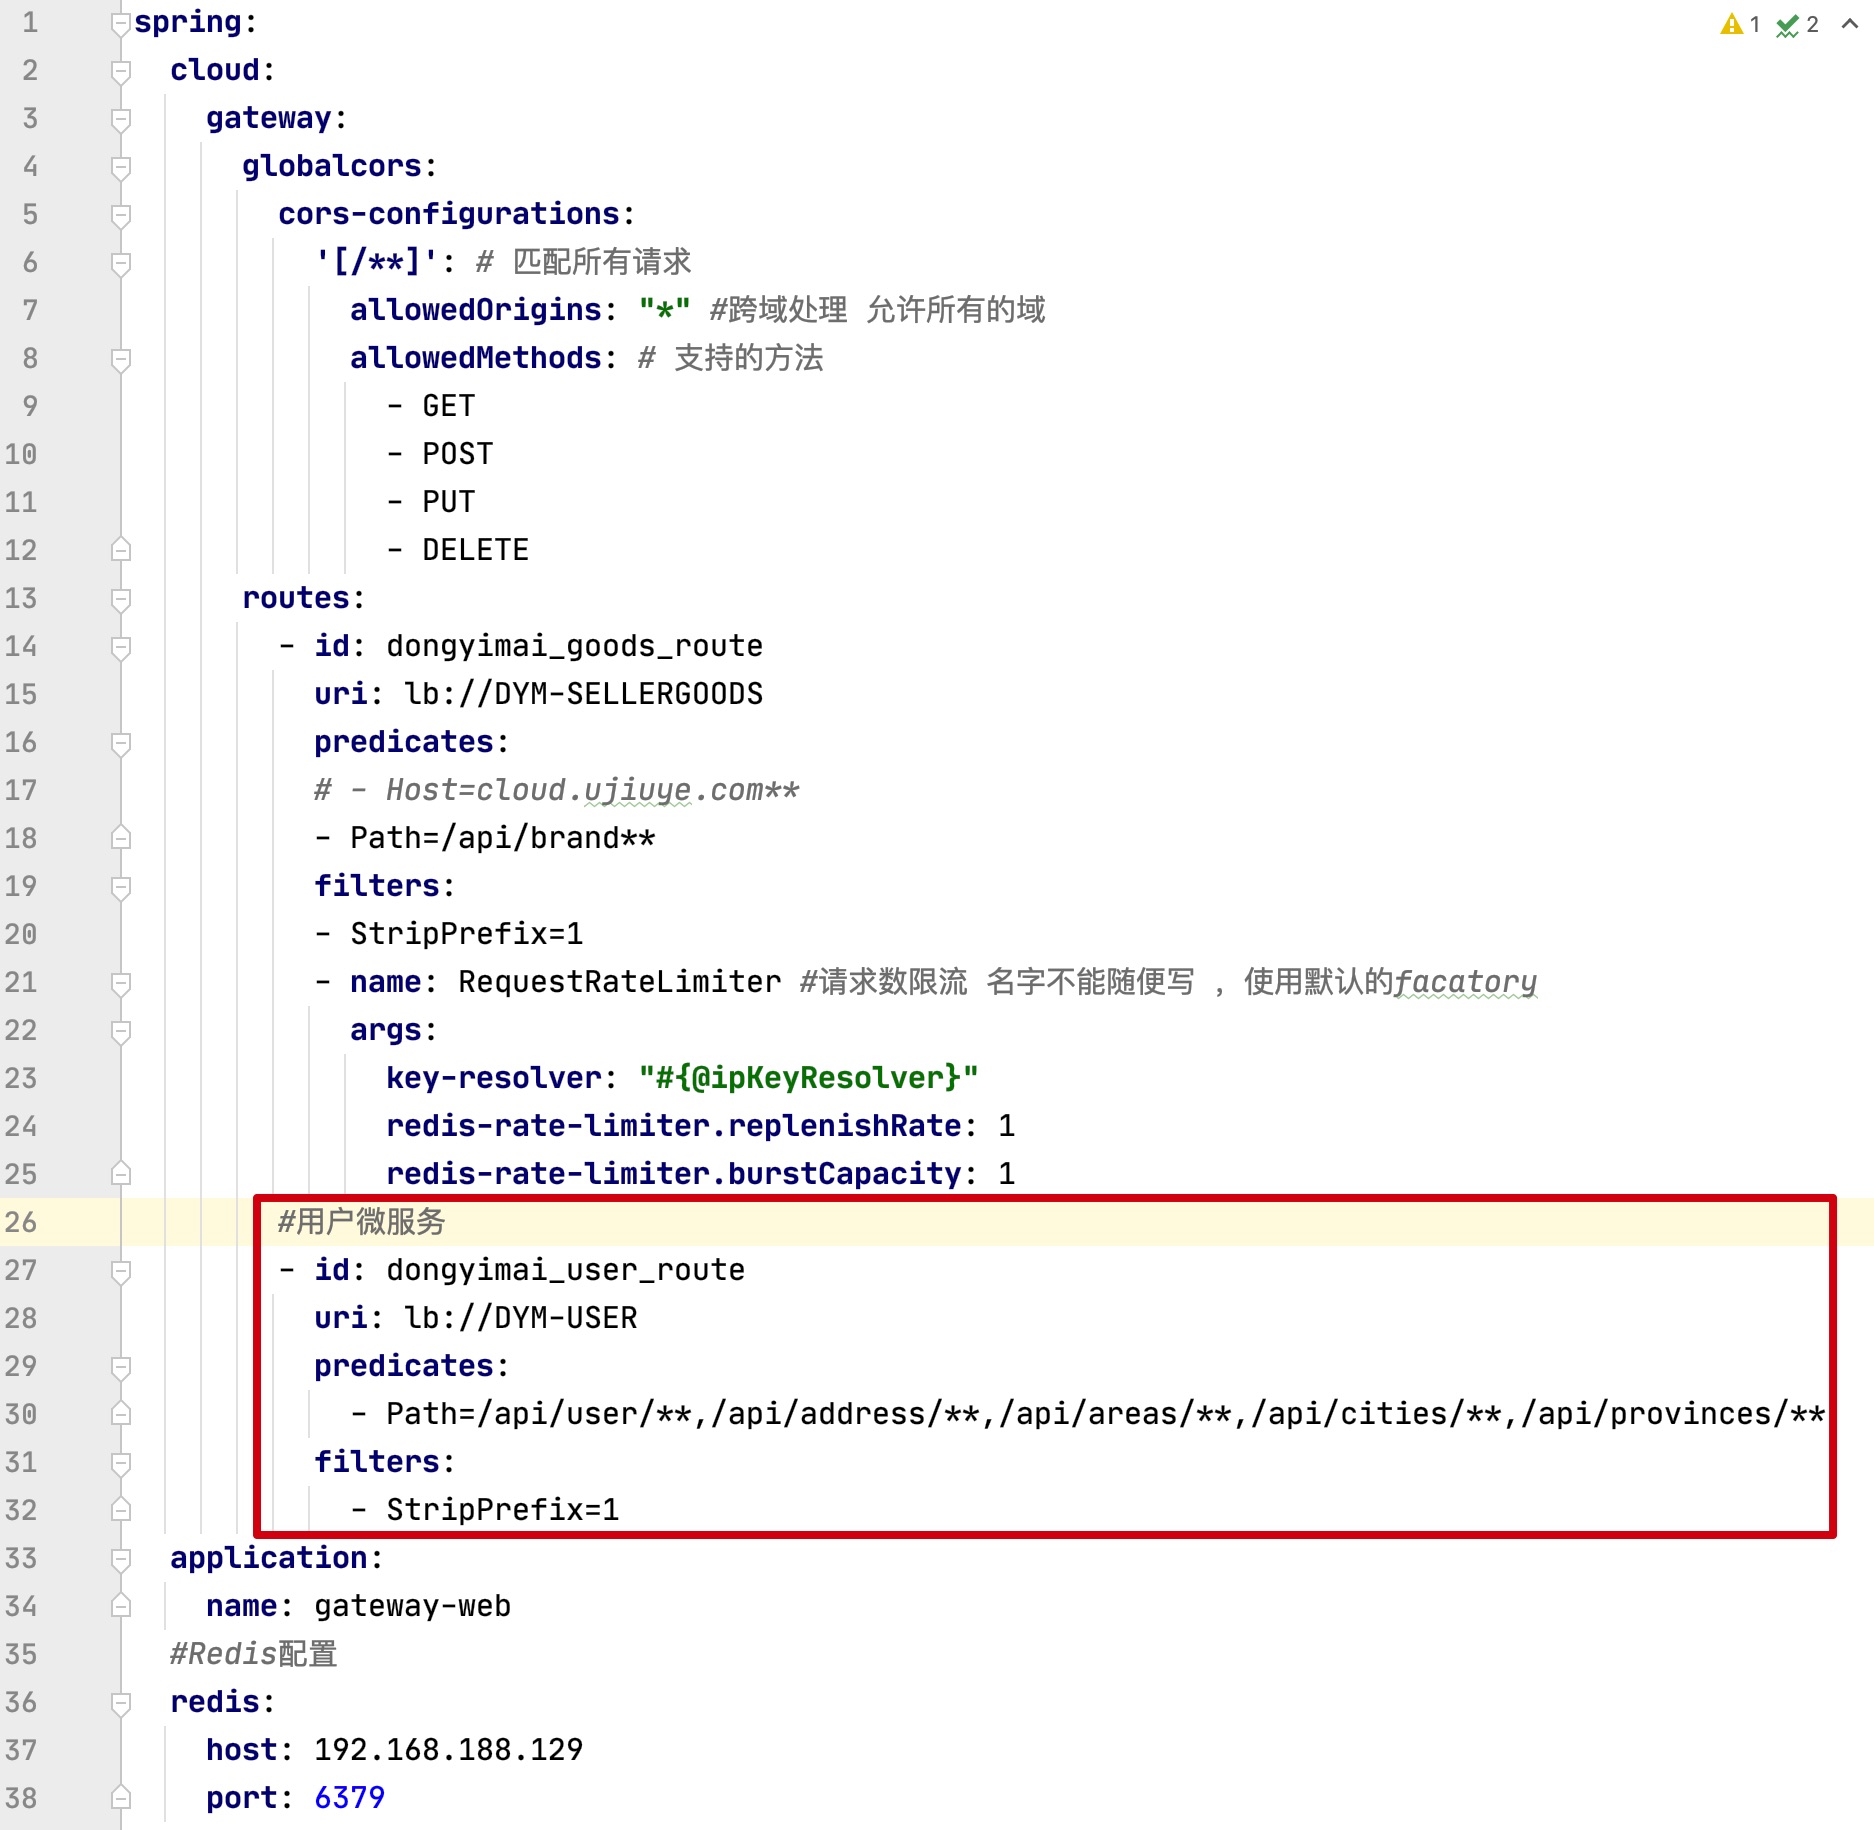 1 spring: 1 2
2   cloud:
3     gateway:
4       globalcors:
5         cors-configurations:
6           '[/**]': # 匹配所有请求
7             allowedOrigins: "*" #跨域处理 允许所有的域
8             allowedMethods: # 支持的方法
9               - GET
10               - POST
11               - PUT
12               - DELETE
13       routes:
14         - id: dongyimai_goods_route
15           uri: lb://DYM-SELLERGOODS
16           predicates:
17           # - Host=cloud.ujiuye.com**
18           - Path=/api/brand**
19           filters:
20           - StripPrefix=1
21           - name: RequestRateLimiter #请求数限流 名字不能随便写 ，使用默认的facatory
22             args:
23               key-resolver: "#{@ipKeyResolver}"
24               redis-rate-limiter.replenishRate: 1
25               redis-rate-limiter.burstCapacity: 1
26         #用户微服务
27         - id: dongyimai_user_route
28           uri: lb://DYM-USER
29           predicates:
30             - Path=/api/user/**,/api/address/**,/api/areas/**,/api/cities/**,/api/provinces/**
31           filters:
32             - StripPrefix=1
33   application:
34     name: gateway-web
35   #Redis配置
36   redis:
37     host: 192.168.188.129
38     port: 6379